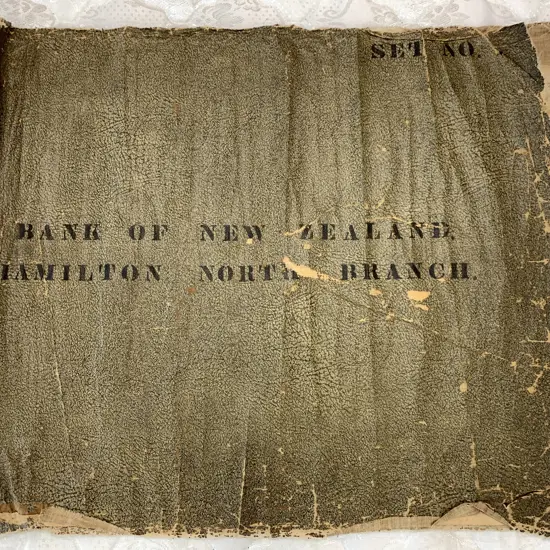 SET NO.
BANK OF NEW ZEALAND.
HAMILTON NORTH BRANCH.